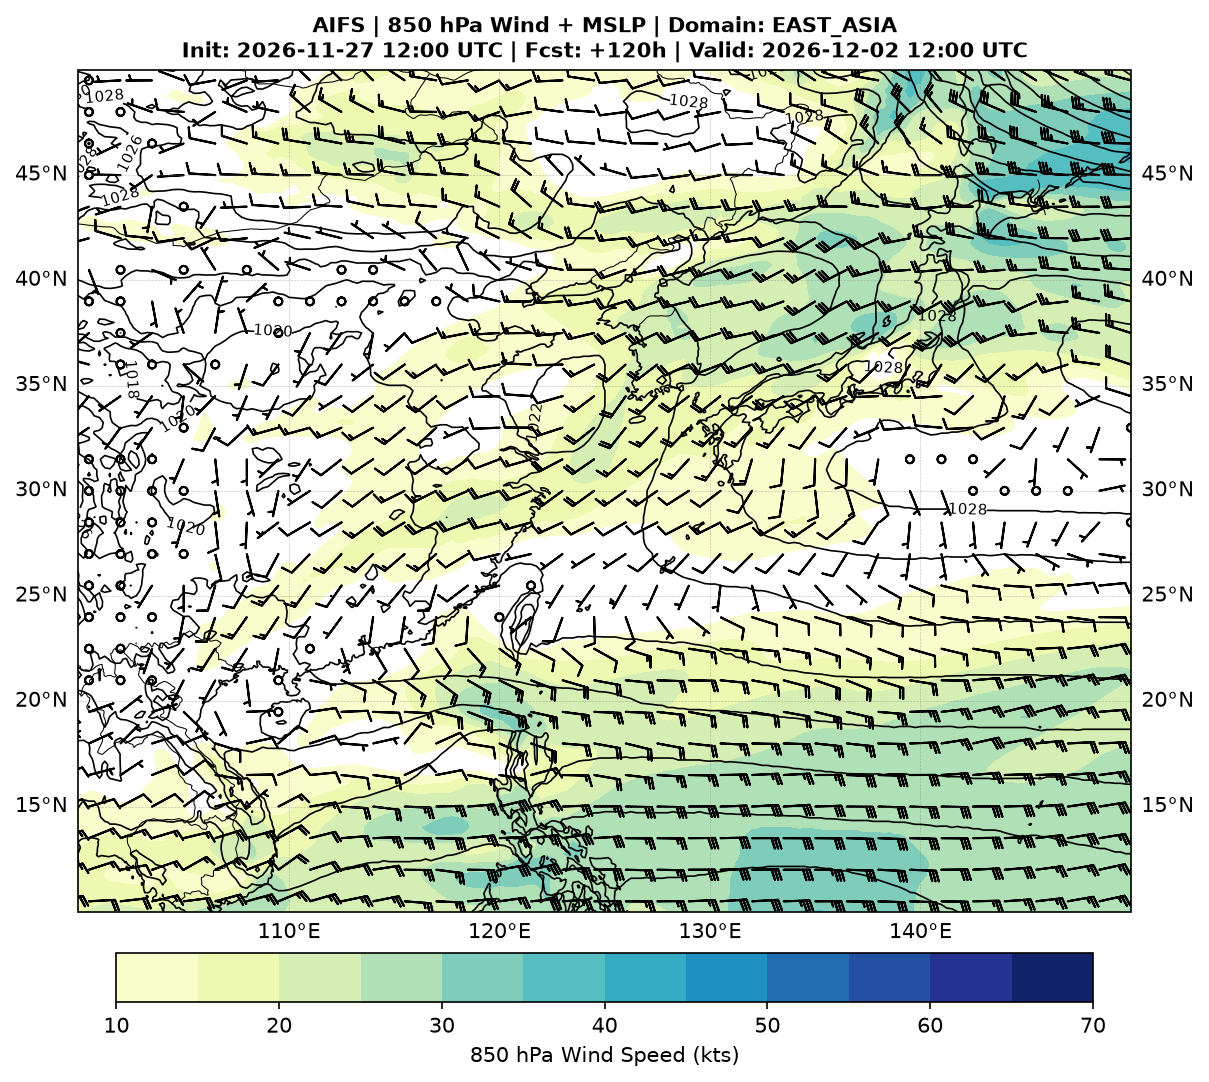 AIFS | 850 hPa Wind + MSLP | Domain: EAST_ASIA
Init: 2026-11-27 12:00 UTC | Fcst: +120h | Valid: 2026-12-02 12:00 UTC
1028
1028
1028
1026
1028
45°N
45°N
40°N
40°N
1020
1028
1018
1028
35°N
35°N
1020
1022
30°N
30°N
1020
1028
25°N
25°N
20°N
20°N
15°N
15°N
110°E
120°E
130°E
140°E
10
20
30
40
50
60
70
850 hPa Wind Speed (kts)